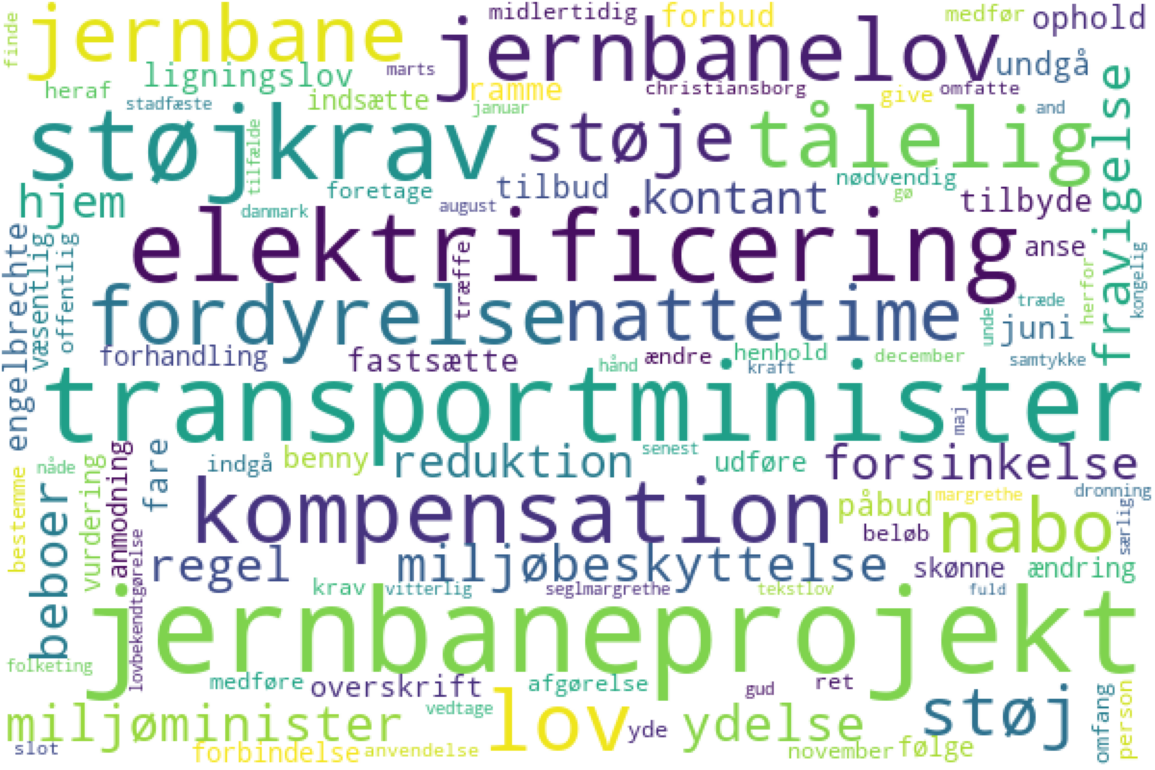 finde
jernbane
midlertidig
forbud
medfør
ophold
jernbanelov
ligningslov
marts
undgå
heraf
stadfæste
indsætte
ramme
januar
christiansborg
give
omfatte
and
støjkrav
tilfælde
støje
tålelig
fravigelse
hjem
foretage
tilbud
kontant
nødvendig
gø
tilbyde
danmark
august
elektrificering
træffe
anse
herfor
kongelig
engelbrechte
væsentlig
offentlig
fordyrelse
nattetime
unde
træde
juni
forhandling
fastsætte
hånd
ændre
kraft
henhold
december
samtykke
transportminister
maj
bestemme
nåde
beboer
vurdering
anmodning
fare
indgå
benny
reduktion
senest
udføre
forsinkelse
kompensation
påbud
margrethe
dronning
beløb
nabo
særlig
lovbekendtgørelse
regel
miljøbeskyttelse
skønne
ændring
krav
vitterlig
seglmargrethe
tekstlov
fuld
jernbaneprojekt
folketing
medføre
overskrift
afgørelse
gud
ret
støj
omfang
person
miljøminister
vedtage
lov
yde
ydelse
slot
forbindelse
anvendelse
november
følge